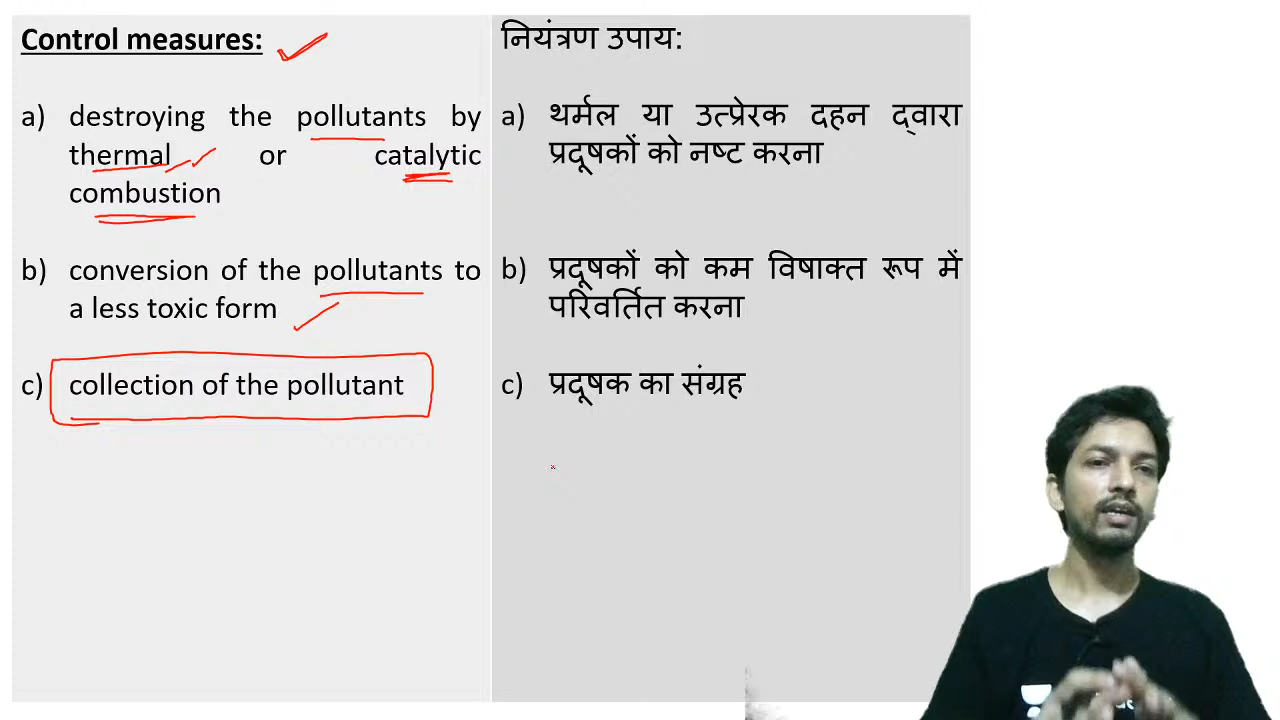 Control measures:
a) destroying the pollutants by
thermal or catalytic
combustion
b) conversion of the pollutants to
a less toxic form
c) collection of the pollutant
नियंत्रण उपाय:
a) थर्मल या उत्प्रेरक दहन द्वारा
प्रदूषकों को नष्ट करना
b) प्रदूषकों को कम विषाक्त रूप में
परिवर्तित करना
c) प्रदूषक का संग्रह